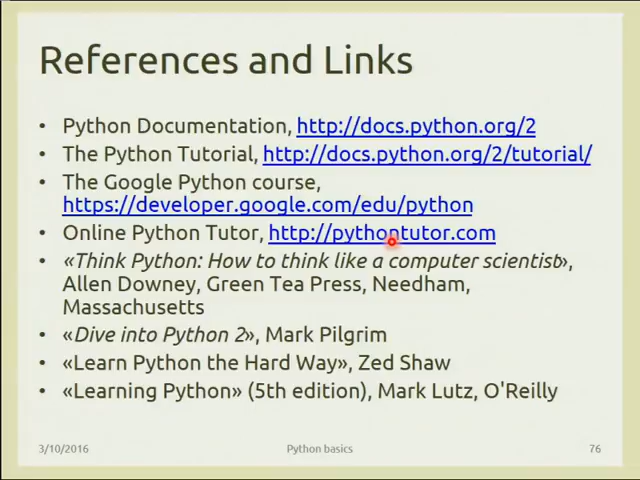 References and Links
• Python Documentation, http://docs.python.org/2
• The Python Tutorial, http://docs.python.org/2/tutorial/
• The Google Python course,
https://developer.google.com/edu/python
• Online Python Tutor, http://pythontutor.com
• «Think Python: How to think like a computer scientist»,
Allen Downey, Green Tea Press, Needham,
Massachusetts
• «Dive into Python 2», Mark Pilgrim
• «Learn Python the Hard Way», Zed Shaw
• «Learning Python» (5th edition), Mark Lutz, O'Reilly
3/10/2016 Python basics 76